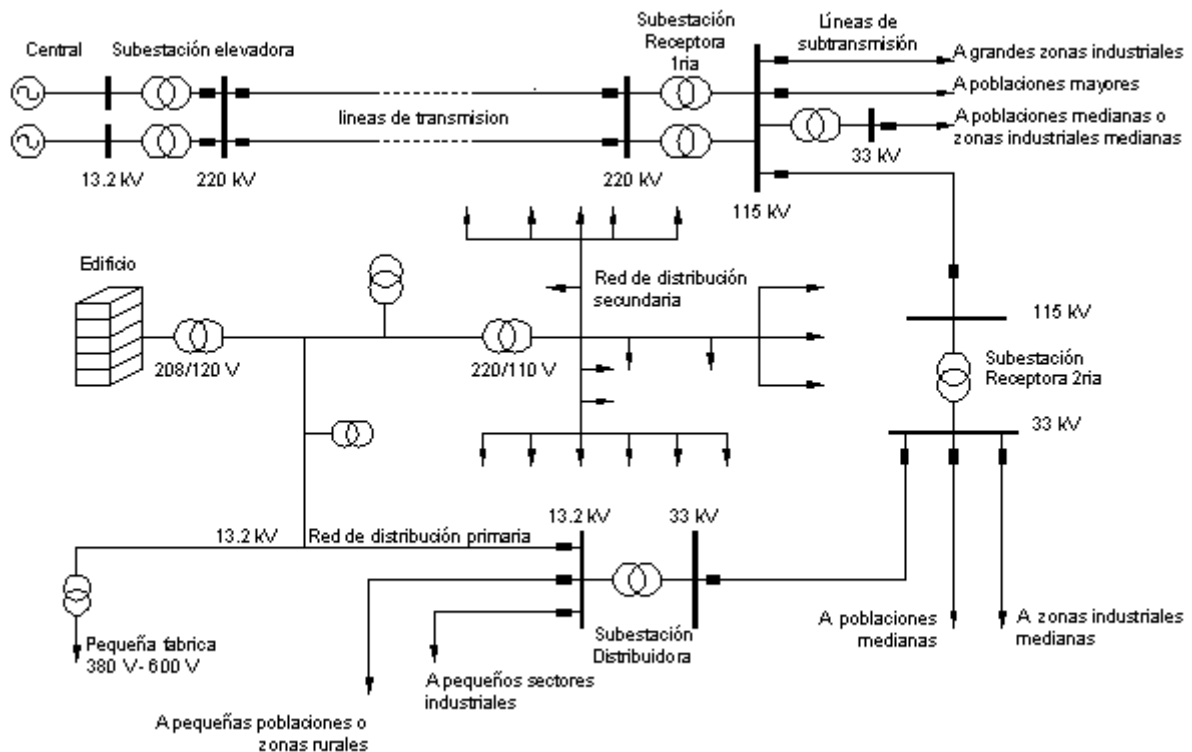 Central
Subestación elevadora
Subestación
Receptora
1ria
Líneas de
subtransmisión
A grandes zonas industriales
A poblaciones mayores
A poblaciones medianas o
zonas industriales medianas
lineas de transmision
33 kV
13.2 kV
220 kV
220 kV
115 kV
Edificio
Red de distribución
secundaria
115 kV
208/120 V
220/110 V
Subestación
Receptora 2ria
33 kV
13.2 kV
33 kV
13.2 kV
Red de distribución primaria
A poblaciones
medianas
A zonas industriales
medianas
Subestación
Distribuidora
Pequeña fabrica
380 V- 600 V
A pequeños sectores
industriales
A pequeñas poblaciones o
zonas rurales